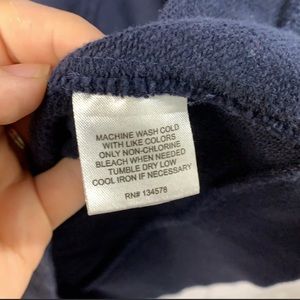 MACHINE WASH COLD
WITH LIKE COLORS
ONLY NON-CHLORINE
BLEACH WHEN NEEDED
TUMBLE DRY LOW
COOL IRON IF NECESSARY
RN# 134578